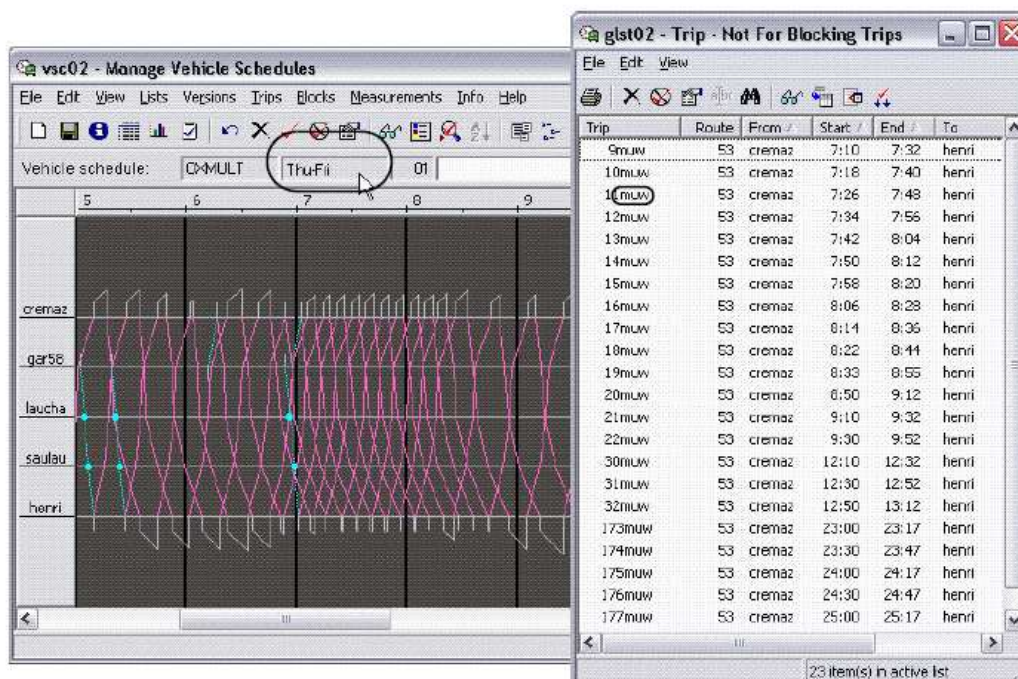 vsc02 - Manage Vehicle Schedules
File Edit View Lists Versions Trips Blocks Measurements Info Help
Vehicle schedule: CXMULT Thu-Fri 01
5 6 7 8 9
cremaz
gar58
laucha
saulau
henri
glst02 - Trip - Not For Blocking Trips
File Edit View
Trip Route From Start End To
9muw 53 cremaz 7:10 7:32 henri
10muw 53 cremaz 7:18 7:40 henri
11muw 53 cremaz 7:26 7:48 henri
12muw 53 cremaz 7:34 7:56 henri
13muw 53 cremaz 7:42 8:04 henri
14muw 53 cremaz 7:50 8:12 henri
15muw 53 cremaz 7:58 8:20 henri
16muw 53 cremaz 8:06 8:28 henri
17muw 53 cremaz 8:14 8:36 henri
18muw 53 cremaz 8:22 8:44 henri
19muw 53 cremaz 8:33 8:55 henri
20muw 53 cremaz 8:50 9:12 henri
21muw 53 cremaz 9:10 9:32 henri
22muw 53 cremaz 9:30 9:52 henri
30muw 53 cremaz 12:10 12:32 henri
31muw 53 cremaz 12:30 12:52 henri
32muw 53 cremaz 12:50 13:12 henri
173muw 53 cremaz 23:00 23:17 henri
174muw 53 cremaz 23:30 23:47 henri
175muw 53 cremaz 24:00 24:17 henri
176muw 53 cremaz 24:30 24:47 henri
177muw 53 cremaz 25:00 25:17 henri
23 item(s) in active list